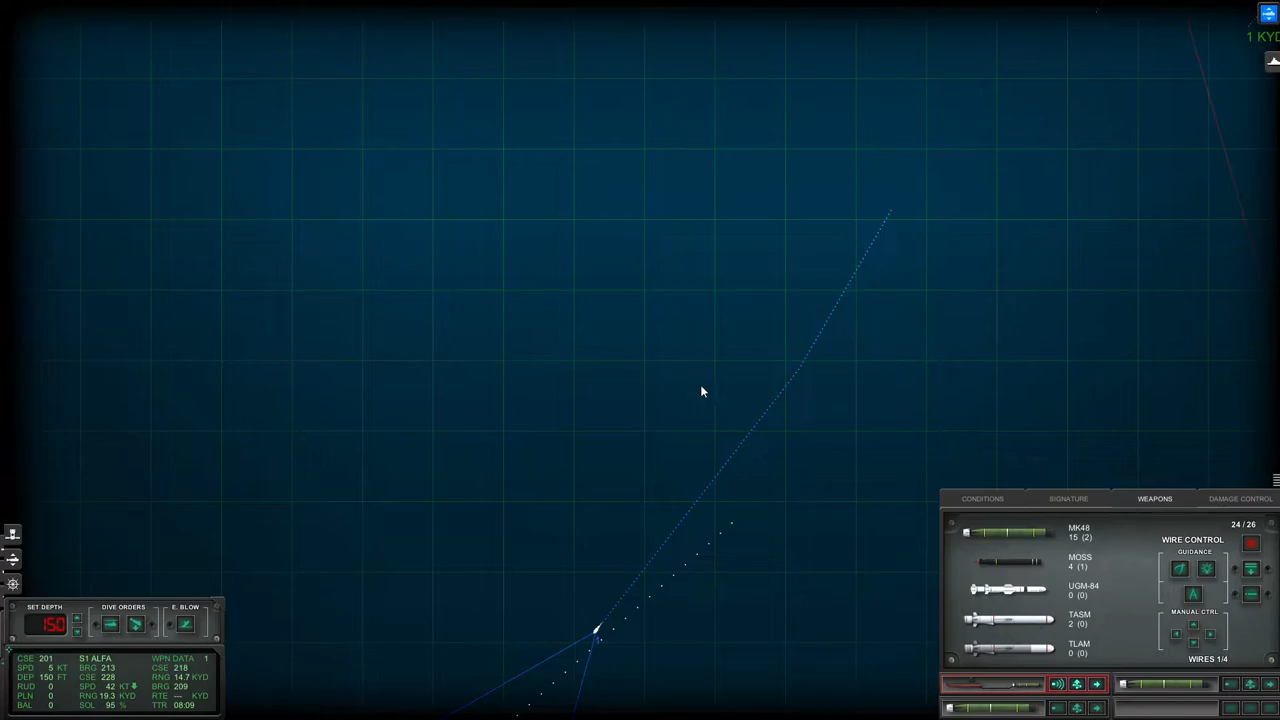 1 KYD
CONDITIONS SIGNATURE WEAPONS DAMAGE CONTROL
24 / 26
MK48
15 (2)
MOSS
4 (1)
UGM-84
0 (0)
TASM
2 (0)
TLAM
0 (0)
WIRE CONTROL
GUIDANCE
A
MANUAL CTRL
WIRES 1/4
SET DEPTH DIVE ORDERS E. BLOW
150
CSE 201 S1 ALFA WPN DATA 1
SPD 5 KT BRG 213 CSE 218
DEP 150 FT CSE 228 RNG 14.7 KYD
RUD 0 SPD 42 KT BRG 209
PLN 0 RNG 19.3 KYD RTE ---
BAL 0 SOL 95 % TTR 08:09